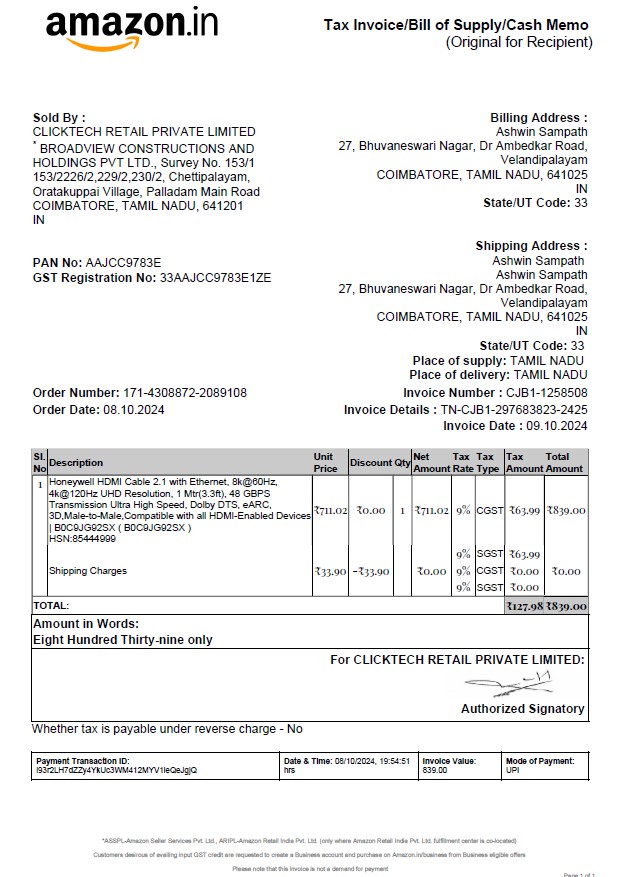 amazon.in
Tax Invoice/Bill of Supply/Cash Memo
(Original for Recipient)
Sold By :
CLICKTECH RETAIL PRIVATE LIMITED
* BROADVIEW CONSTRUCTIONS AND
HOLDINGS PVT LTD., Survey No. 153/1
153/2226/2,229/2,230/2, Chettipalayam,
Oratakuppai Village, Palladam Main Road
COIMBATORE, TAMIL NADU, 641201
IN
Billing Address :
Ashwin Sampath
27, Bhuvaneswari Nagar, Dr Ambedkar Road,
Velandipalayam
COIMBATORE, TAMIL NADU, 641025
IN
State/UT Code: 33
PAN No: AAJCC9783E
GST Registration No: 33AAJCC9783E1ZE
Shipping Address :
Ashwin Sampath
Ashwin Sampath
27, Bhuvaneswari Nagar, Dr Ambedkar Road,
Velandipalayam
COIMBATORE, TAMIL NADU, 641025
IN
State/UT Code: 33
Place of supply: TAMIL NADU
Place of delivery: TAMIL NADU
Order Number: 171-4308872-2089108
Order Date: 08.10.2024
Invoice Number : CJB1-1258508
Invoice Details : TN-CJB1-297683823-2425
Invoice Date : 09.10.2024
Sl. No Description Unit Price Discount Qty Net Amount Tax Rate Tax Type Tax Amount Total Amount
1 Honeywell HDMI Cable 2.1 with Ethernet, 8k@60Hz,
4k@120Hz UHD Resolution, 1 Mtr(3.3ft), 48 GBPS
Transmission Ultra High Speed, Dolby DTS, eARC,
3D,Male-to-Male,Compatible with all HDMI-Enabled Devices
| B0C9JG92SX ( B0C9JG92SX )
HSN:85444999
₹711.02 ₹0.00 1 ₹711.02 9% CGST ₹63.99 ₹839.00
9% SGST ₹63.99
Shipping Charges ₹33.90 -₹33.90 ₹0.00 9% CGST ₹0.00 ₹0.00
9% SGST ₹0.00
TOTAL: ₹127.98 ₹839.00
Amount in Words:
Eight Hundred Thirty-nine only
For CLICKTECH RETAIL PRIVATE LIMITED:
Authorized Signatory
Whether tax is payable under reverse charge - No
Payment Transaction ID:
Date & Time: 08/10/2024, 19:54:51
hrs
Invoice Value:
839.00
Mode of Payment:
UPI
*ASSPL-Amazon Seller Services Pvt. Ltd., ARIPL-Amazon Retail India Pvt. Ltd. (only where Amazon Retail India Pvt. Ltd. fulfillment center is co-located)
Customers desirous of availing input GST credit are requested to create a Business account and purchase on Amazon.in/business from Business eligible offers
Please note that this invoice is not a demand for payment
Page 1 of 1